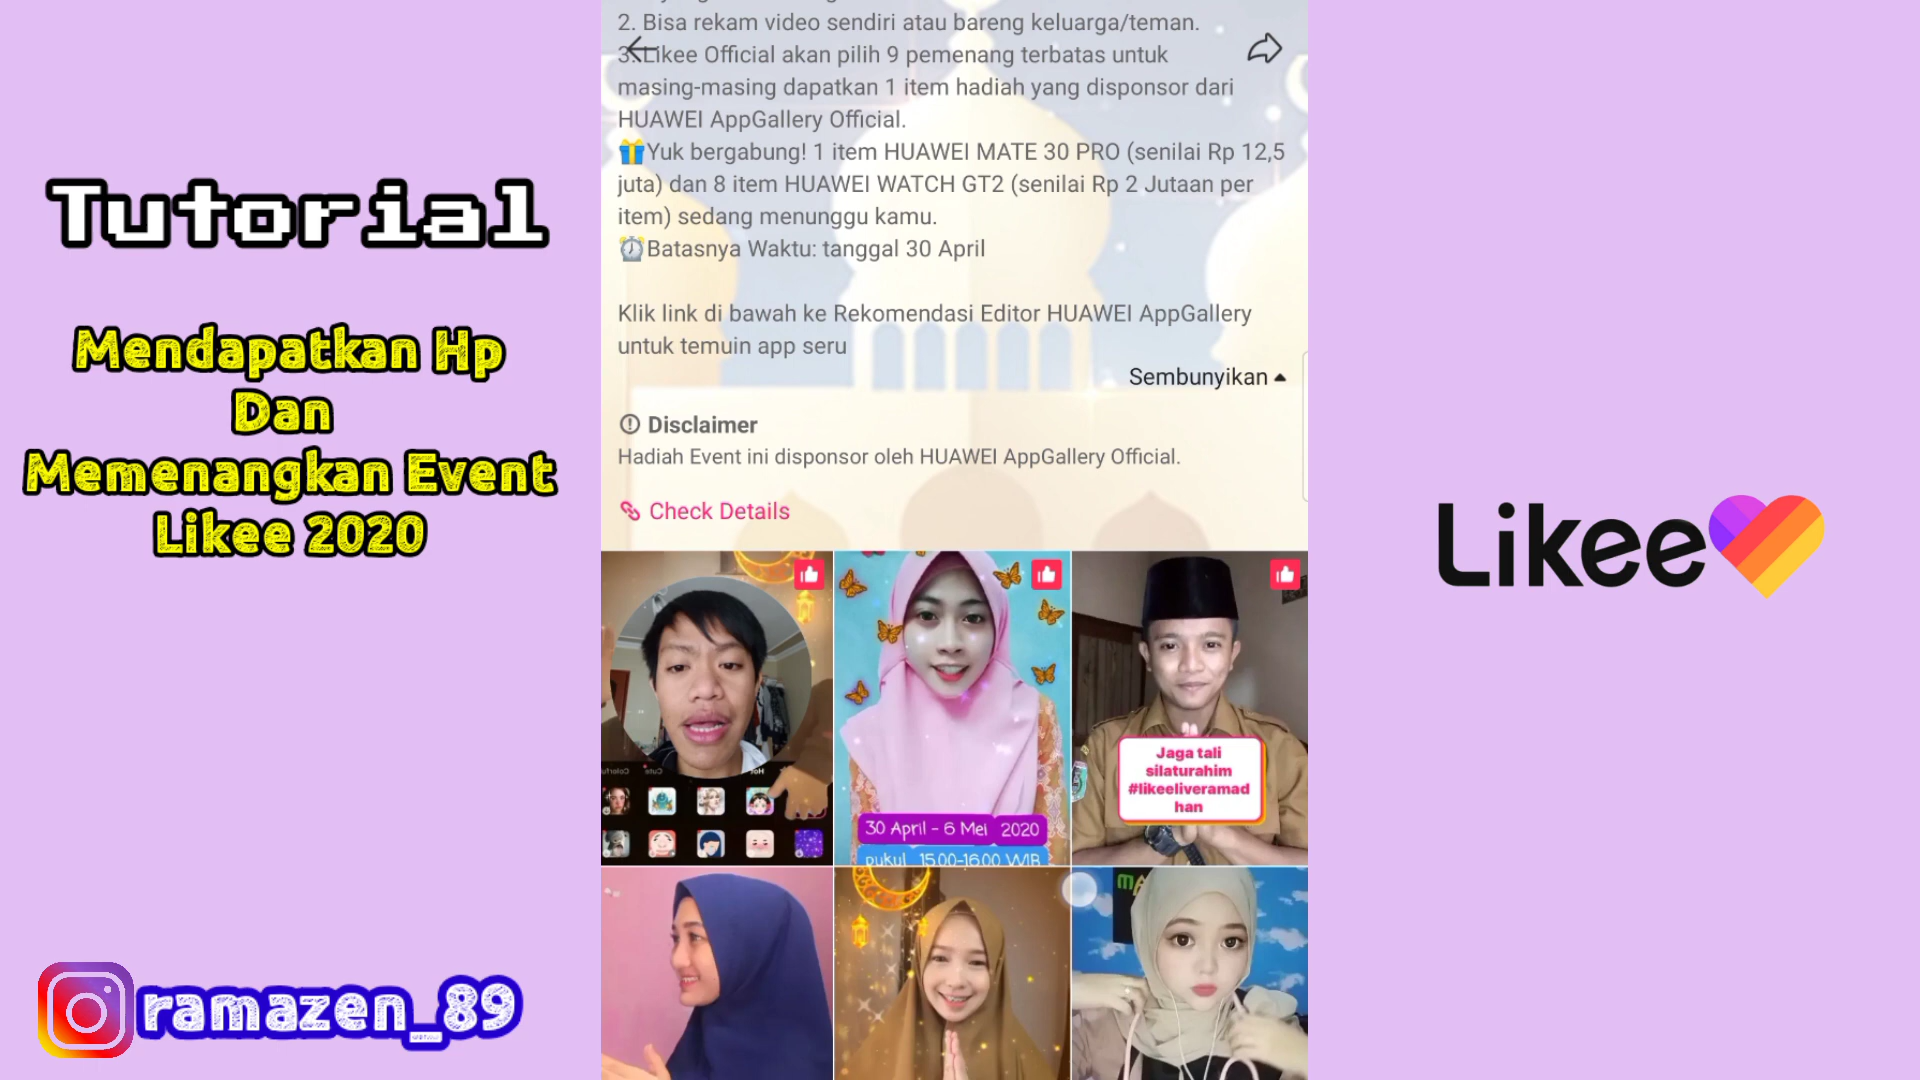 Tutorial
Mendapatkan Hp
Dan
Memenangkan Event
Likee 2020
ramazen_89
2. Bisa rekam video sendiri atau bareng keluarga/teman.
3. Likee Official akan pilih 9 pemenang terbatas untuk
masing-masing dapatkan 1 item hadiah yang disponsor dari
HUAWEI AppGallery Official.
🎁Yuk bergabung! 1 item HUAWEI MATE 30 PRO (senilai Rp 12,5
juta) dan 8 item HUAWEI WATCH GT2 (senilai Rp 2 Jutaan per
item) sedang menunggu kamu.
⏰Batasnya Waktu: tanggal 30 April
Klik link di bawah ke Rekomendasi Editor HUAWEI AppGallery
untuk temuin app seru
Sembunyikan
Disclaimer
Hadiah Event ini disponsor oleh HUAWEI AppGallery Official.
Check Details
Colorful Cute Hot
30 April - 6 Mei 2020
pukul 15.00-16.00 WIB
Jaga tali
silaturahim
#likeeliveramad
han
Likee